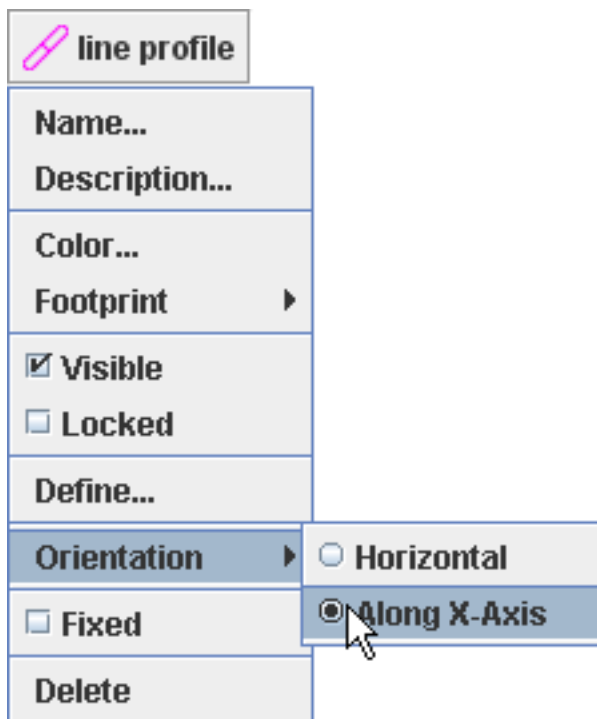 line profile
Name...
Description...
Color...
Footprint
Visible
Locked
Define...
Orientation
Horizontal
Along X-Axis
Fixed
Delete